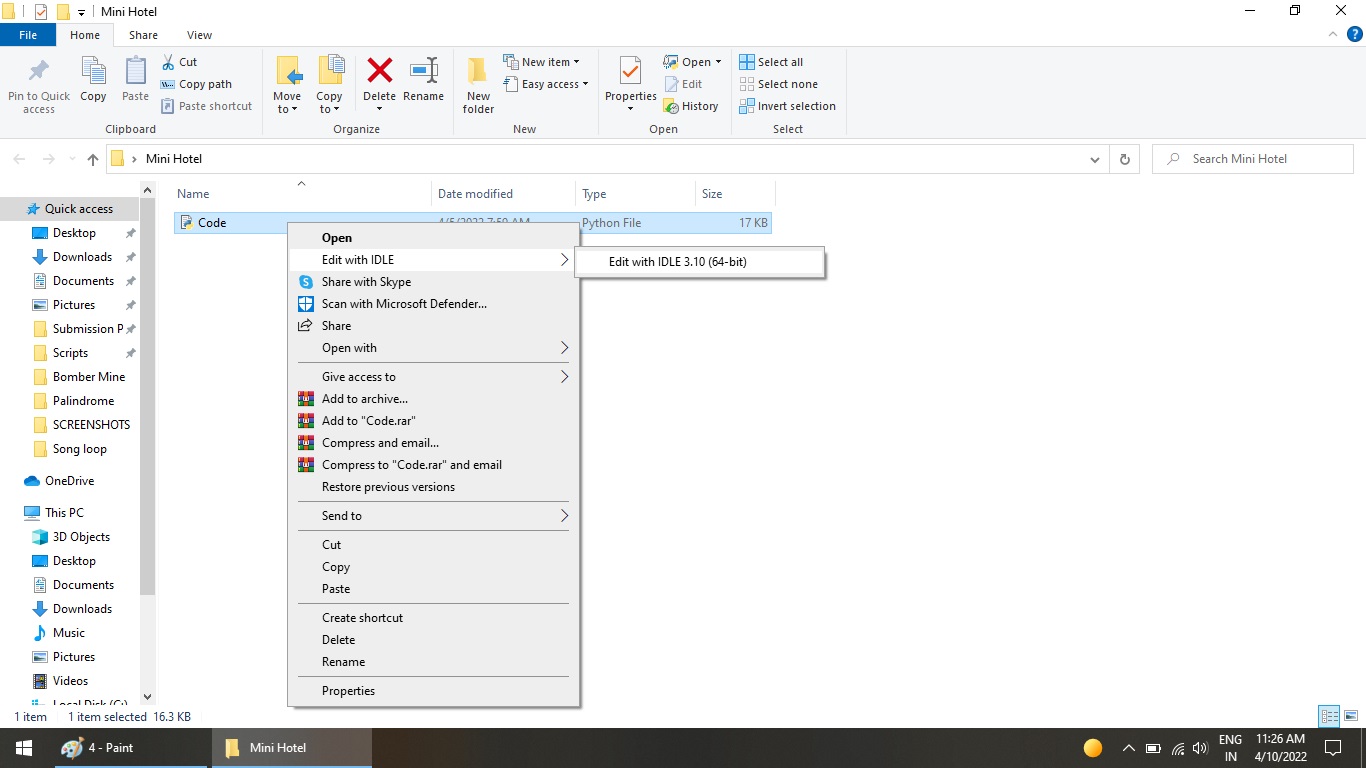 Mini Hotel
File Home Share View
Pin to Quick access
Copy
Paste
Cut
Copy path
Paste shortcut
Clipboard
Move to
Copy to
Delete
Rename
Organize
New folder
New item
Easy access
New
Properties
Open
Edit
History
Open
Select all
Select none
Invert selection
Select
Mini Hotel
Search Mini Hotel
Name Date modified Type Size
Code 4/5/2022 7:59 AM Python File 17 KB
Quick access
Desktop
Downloads
Documents
Pictures
Submission P
Scripts
Bomber Mine
Palindrome
SCREENSHOTS
Song loop
OneDrive
This PC
3D Objects
Desktop
Documents
Downloads
Music
Pictures
Videos
Local Disk (C:)
Open
Edit with IDLE
Edit with IDLE 3.10 (64-bit)
Share with Skype
Scan with Microsoft Defender...
Share
Open with
Give access to
Add to archive...
Add to "Code.rar"
Compress and email...
Compress to "Code.rar" and email
Restore previous versions
Send to
Cut
Copy
Paste
Create shortcut
Delete
Rename
Properties
1 item 1 item selected 16.3 KB
4 - Paint
Mini Hotel
ENG
IN
11:26 AM
4/10/2022